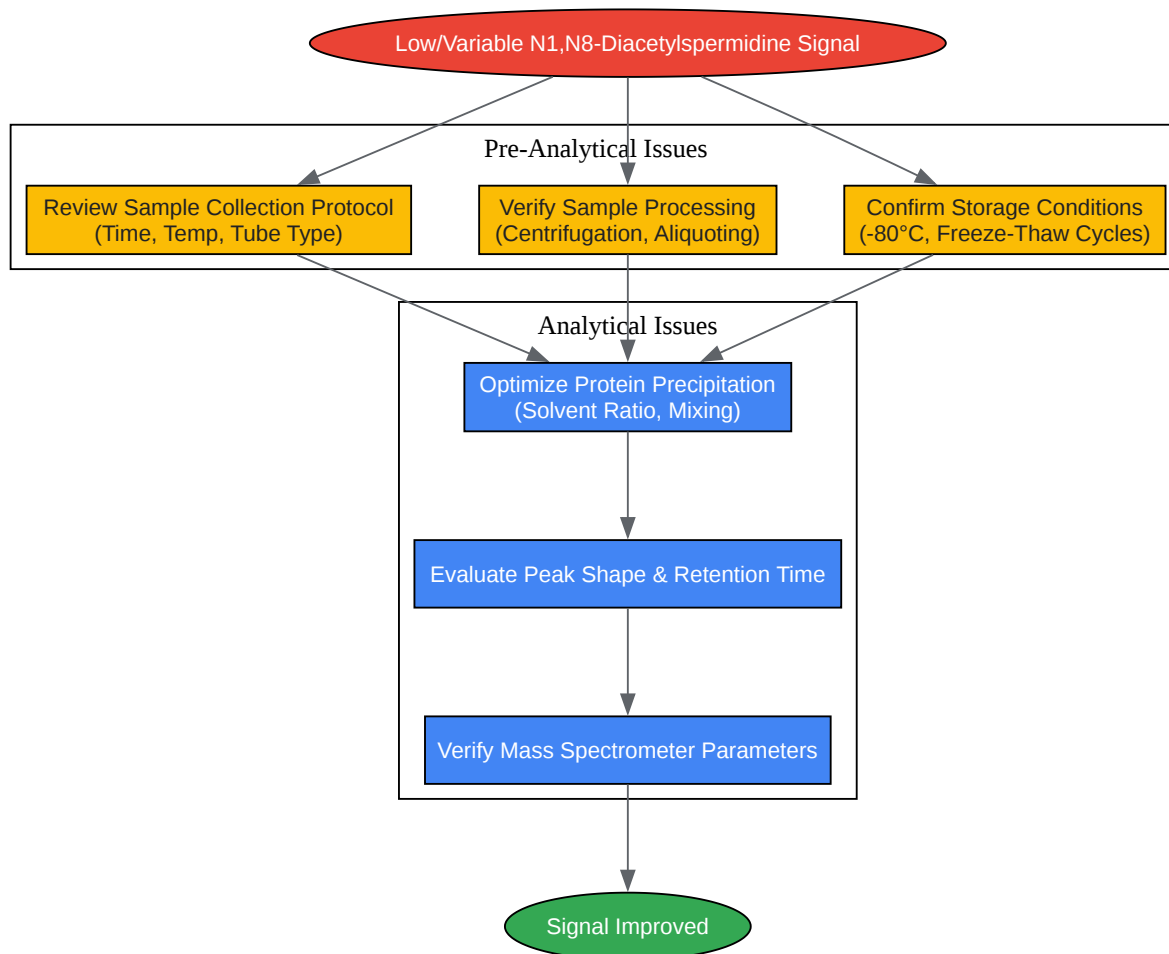 Low/Variable N1,N8-Diacetylspermidine Signal
Pre-Analytical Issues
Review Sample Collection Protocol
(Time, Temp, Tube Type)
Verify Sample Processing
(Centrifugation, Aliquoting)
Confirm Storage Conditions
(-80°C, Freeze-Thaw Cycles)
Analytical Issues
Optimize Protein Precipitation
(Solvent Ratio, Mixing)
Evaluate Peak Shape & Retention Time
Verify Mass Spectrometer Parameters
Signal Improved